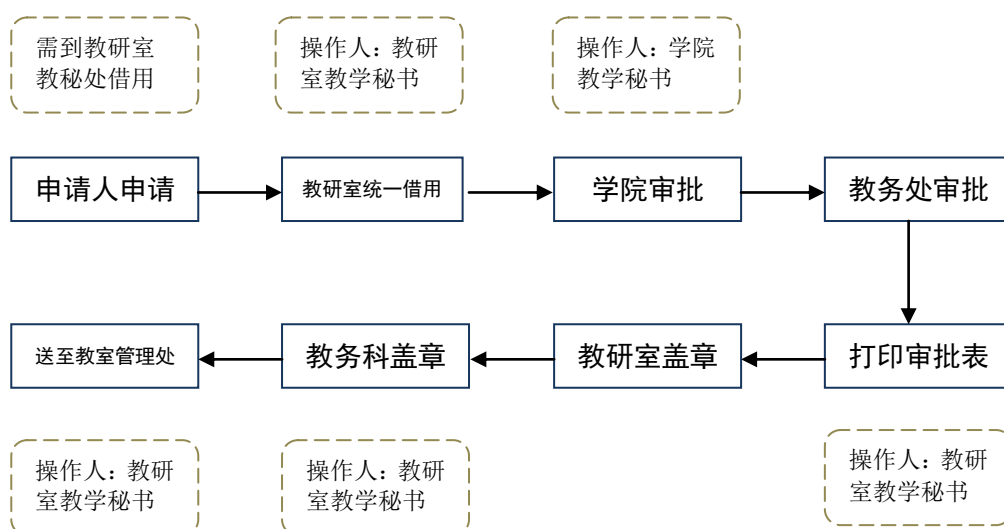 需到教研室
教秘处借用
操作人：教研
室教学秘书
操作人：学院
教学秘书
申请人申请
教研室统一借用
学院审批
教务处审批
送至教室管理处
教务科盖章
教研室盖章
打印审批表
操作人：教研
室教学秘书
操作人：教研
室教学秘书
操作人：教研
室教学秘书